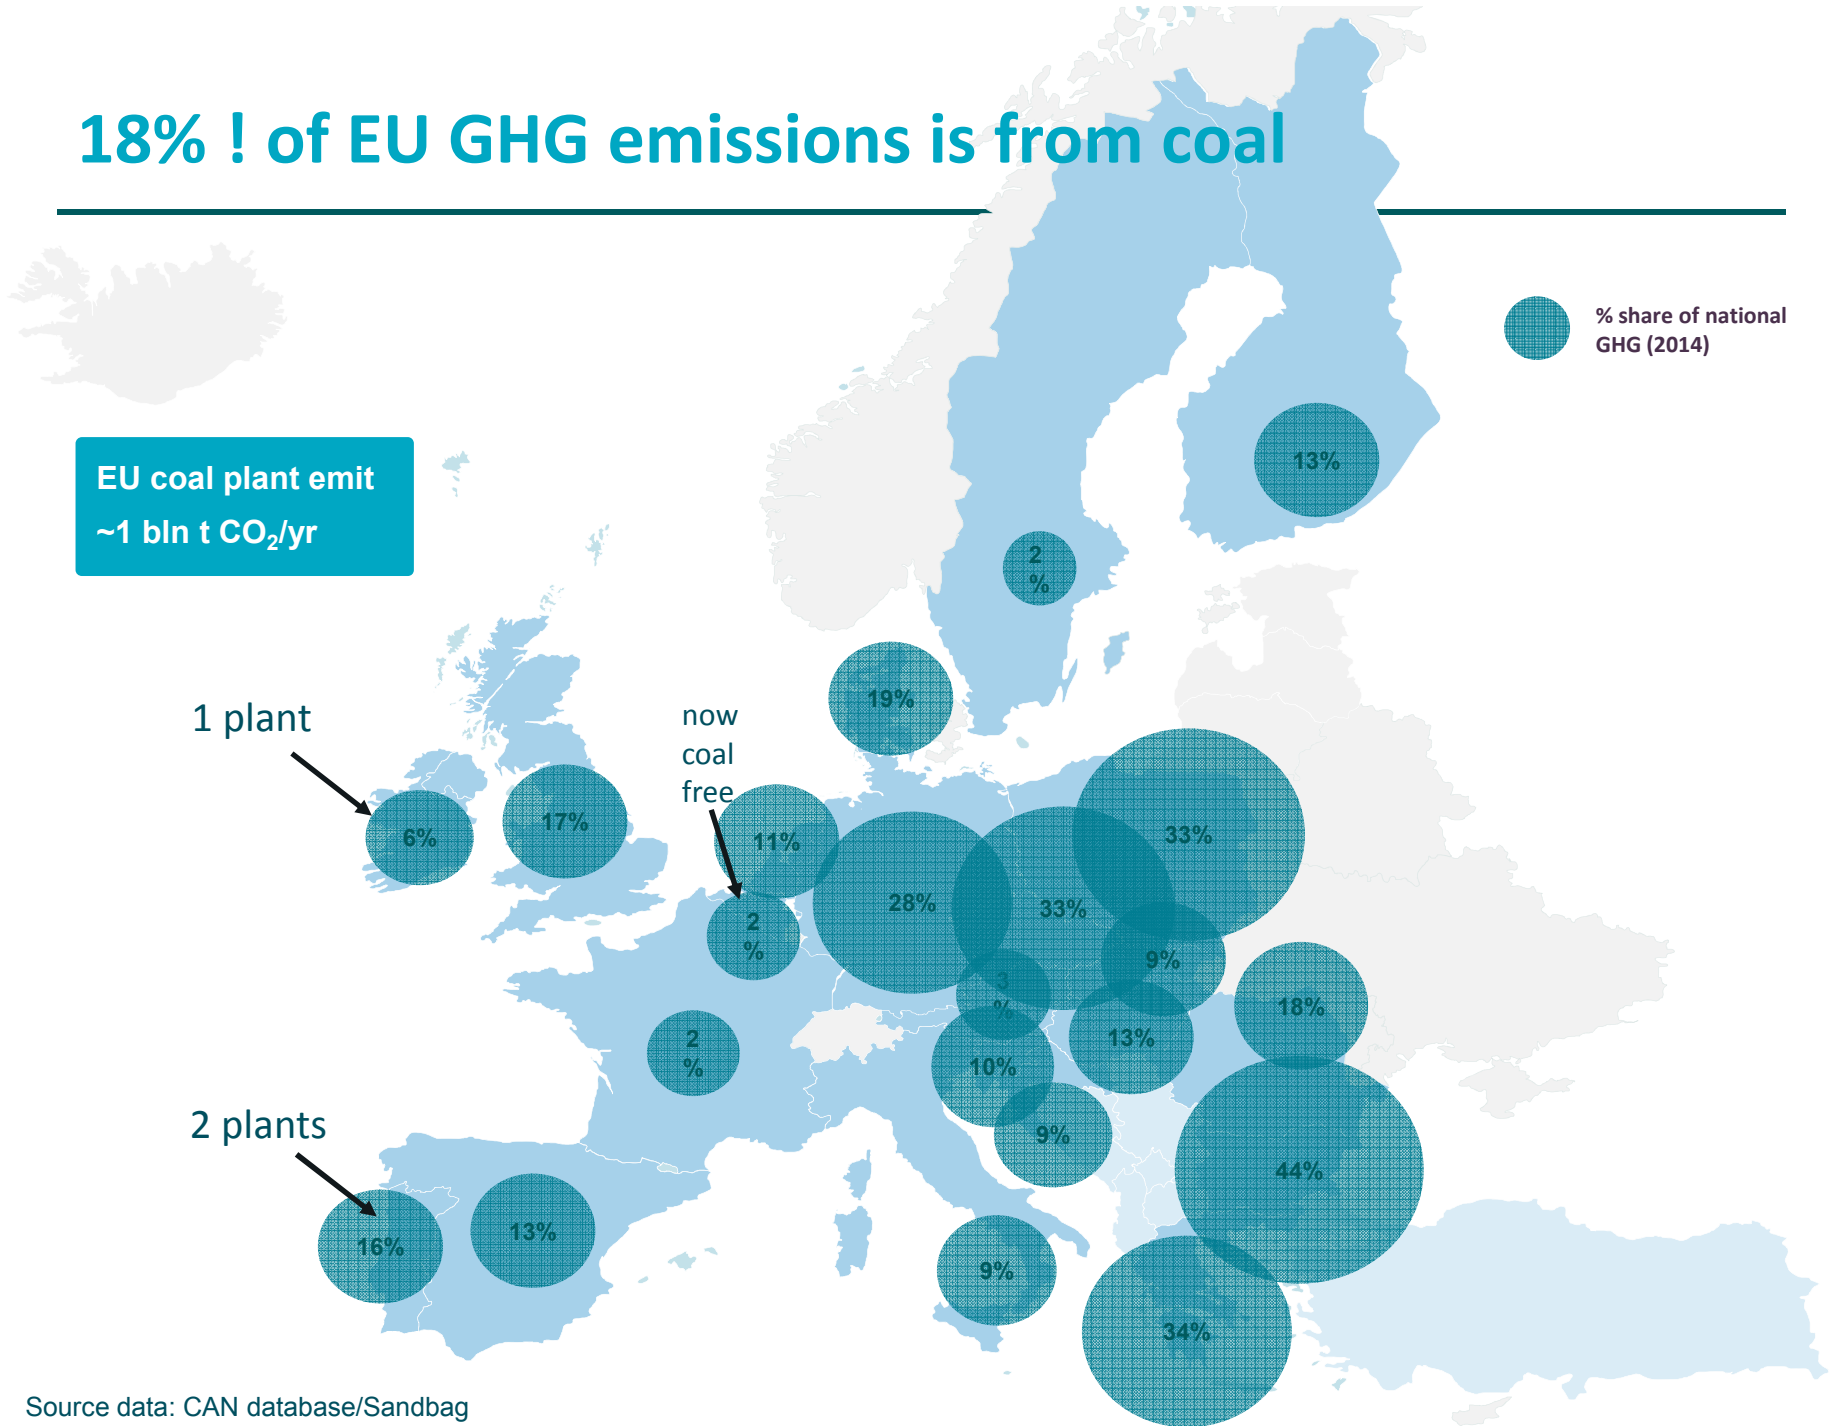 18% ! of EU GHG emissions is from coal
% share of national
GHG (2014)
EU coal plant emit
~1 bln t CO₂/yr
13%
2
%
19%
1 plant
now
coal
free
6%
17%
11%
33%
28%
33%
2
%
9%
3
%
18%
2
%
13%
10%
2 plants
9%
44%
16%
13%
9%
34%
Source data: CAN database/Sandbag